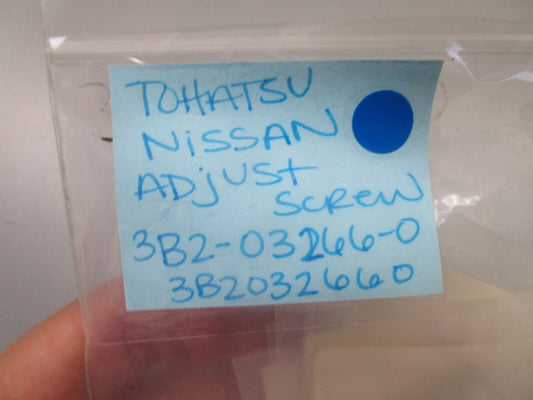 TOHATSU
NISSAN
ADJUST
SCREW
3B2-03266-0
3B2032660